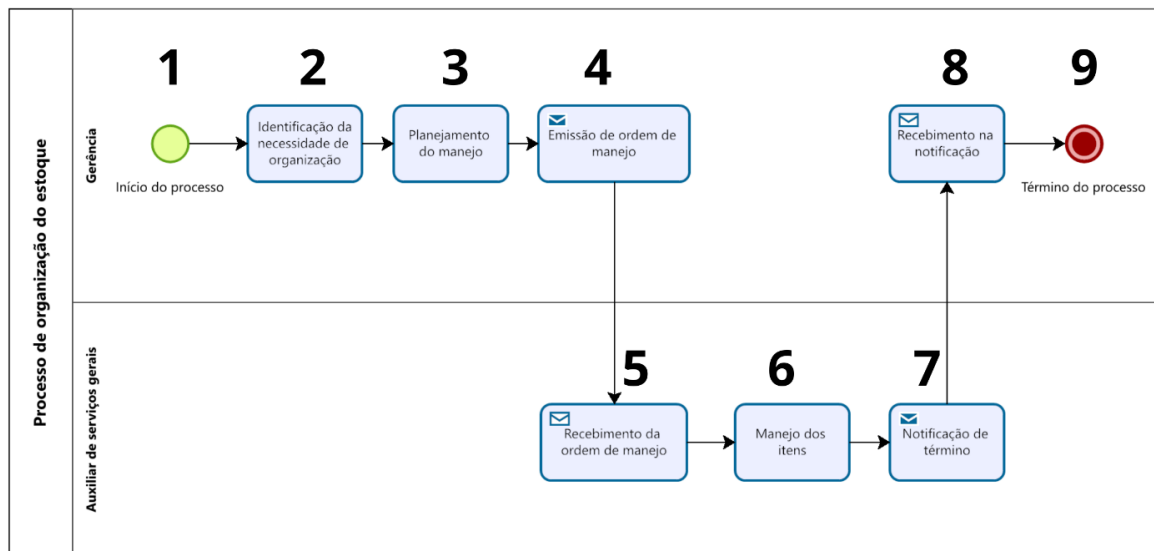 Processo de organização do estoque
Gerência
1
2
3
4
8
9
Início do processo
Identificação da
necessidade de
organização
Planejamento
do manejo
Emissão de ordem de
manejo
Recebimento na
notificação
Término do processo
Auxiliar de serviços gerais
5
6
7
Recebimento da
ordem de manejo
Manejo dos
itens
Notificação de
término